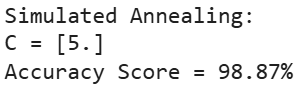 Simulated Annealing:
C = [5.]
Accuracy Score = 98.87%